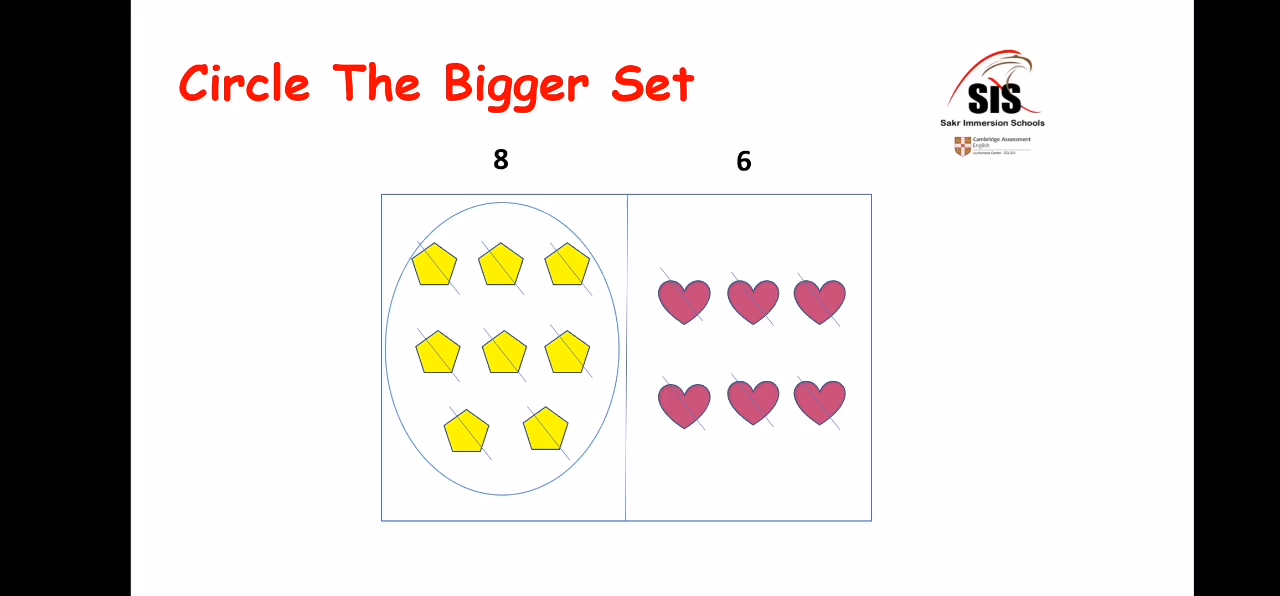 Circle The Bigger Set
SIS
Sakr Immersion Schools
Cambridge Assessment
English
8
6